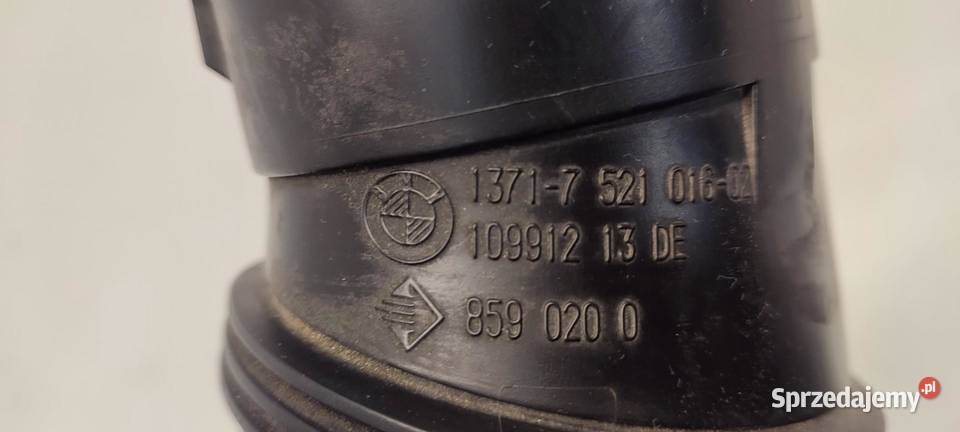 1371-7 521 016-02
109912 13 DE
859 020 0
Sprzedajemy.pl